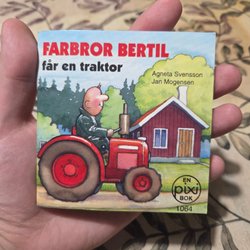 FARBROR BERTIL
får en traktor
Agneta Svensson
Jan Mogensen
EN
pixi
BOK
1064